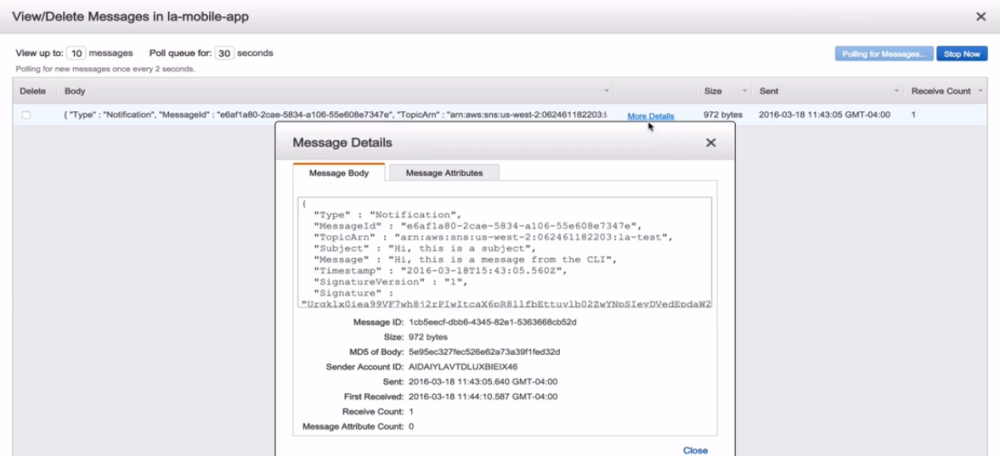 View/Delete Messages in la-mobile-app
View up to: 10 messages Poll queue for: 30 seconds
Polling for Messages... Stop Now
Polling for new messages once every 2 seconds.
Delete Body Size Sent Receive Count
{ "Type" : "Notification", "MessageId" : "e6af1a80-2cae-5834-a106-55e608e7347e", "TopicArn" : "arn:aws:sns:us-west-2:062461182203:l More Details 972 bytes 2016-03-18 11:43:05 GMT-04:00 1
Message Details
Message Body Message Attributes
{
"Type" : "Notification",
"MessageId" : "e6af1a80-2cae-5834-a106-55e608e7347e",
"TopicArn" : "arn:aws:sns:us-west-2:062461182203:la-test",
"Subject" : "Hi, this is a subject",
"Message" : "Hi, this is a message from the CLI",
"Timestamp" : "2016-03-18T15:43:05.560Z",
"SignatureVersion" : "1",
"Signature" :
Message ID: 1cb5eecf-dbb6-4345-82e1-5363668cb52d
Size: 972 bytes
MD5 of Body: 5e95ec327fec526e62a73a39f1fed32d
Sender Account ID: AIDAIYLAVTDLUXBIEIX46
Sent: 2016-03-18 11:43:05.640 GMT-04:00
First Received: 2016-03-18 11:44:10.587 GMT-04:00
Receive Count: 1
Message Attribute Count: 0
Close